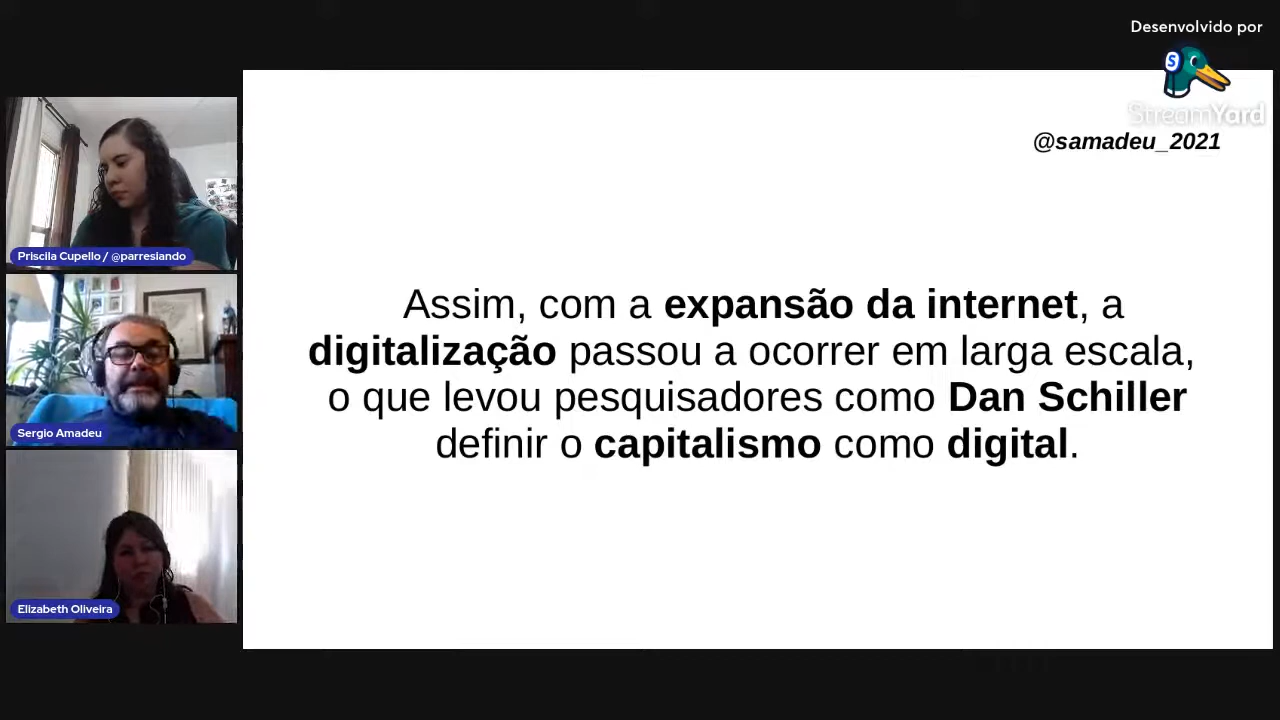 Desenvolvido por
S
StreamYard
@samadeu_2021
Priscila Cupello / @parresiando
Sergio Amadeu
Elizabeth Oliveira
Assim, com a expansão da internet, a
digitalização passou a ocorrer em larga escala,
o que levou pesquisadores como Dan Schiller
definir o capitalismo como digital.